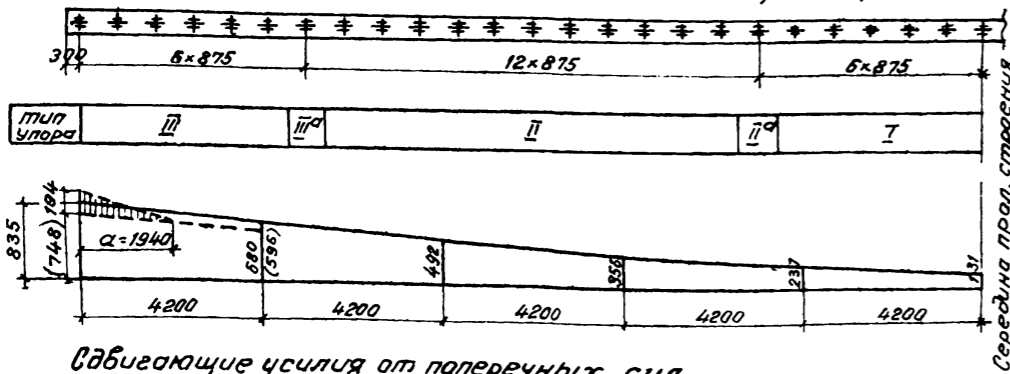 300 6×875 12×875 6×875
тип упора III IIIа II IIа I
835 (748) 184 a=1940 680 (596) 492 356 237 131
4200 4200 4200 4200 4200
Середина прол. строения
Сдвигающие усилия от поперечных сил